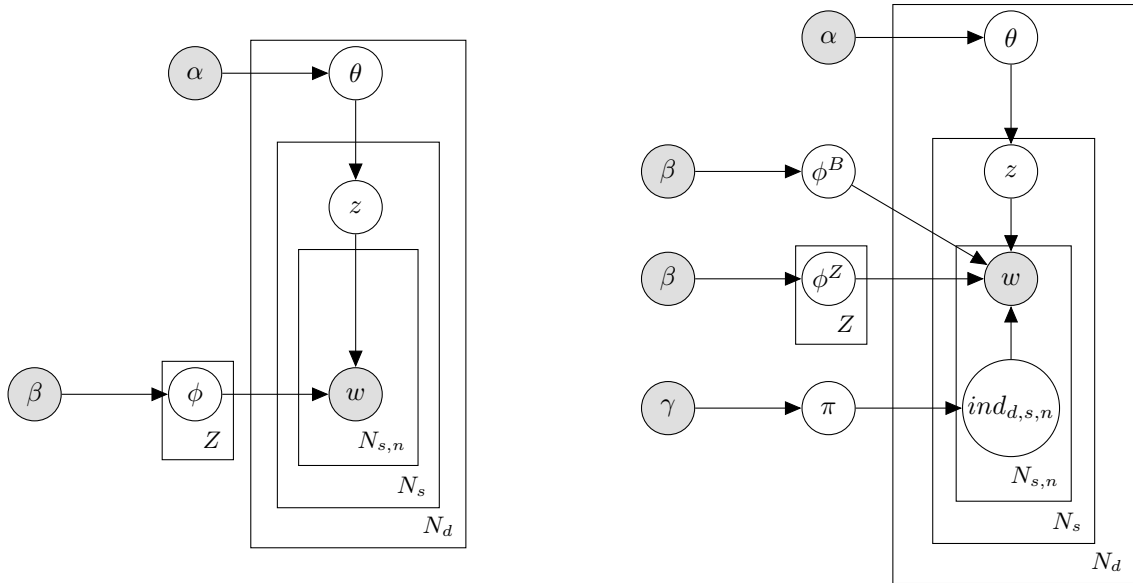 α
θ
z
β
ϕ
w
Z
N_{s,n}
N_s
N_d
α
θ
β
ϕ^B
z
β
ϕ^Z
w
Z
γ
π
ind_{d,s,n}
N_{s,n}
N_s
N_d